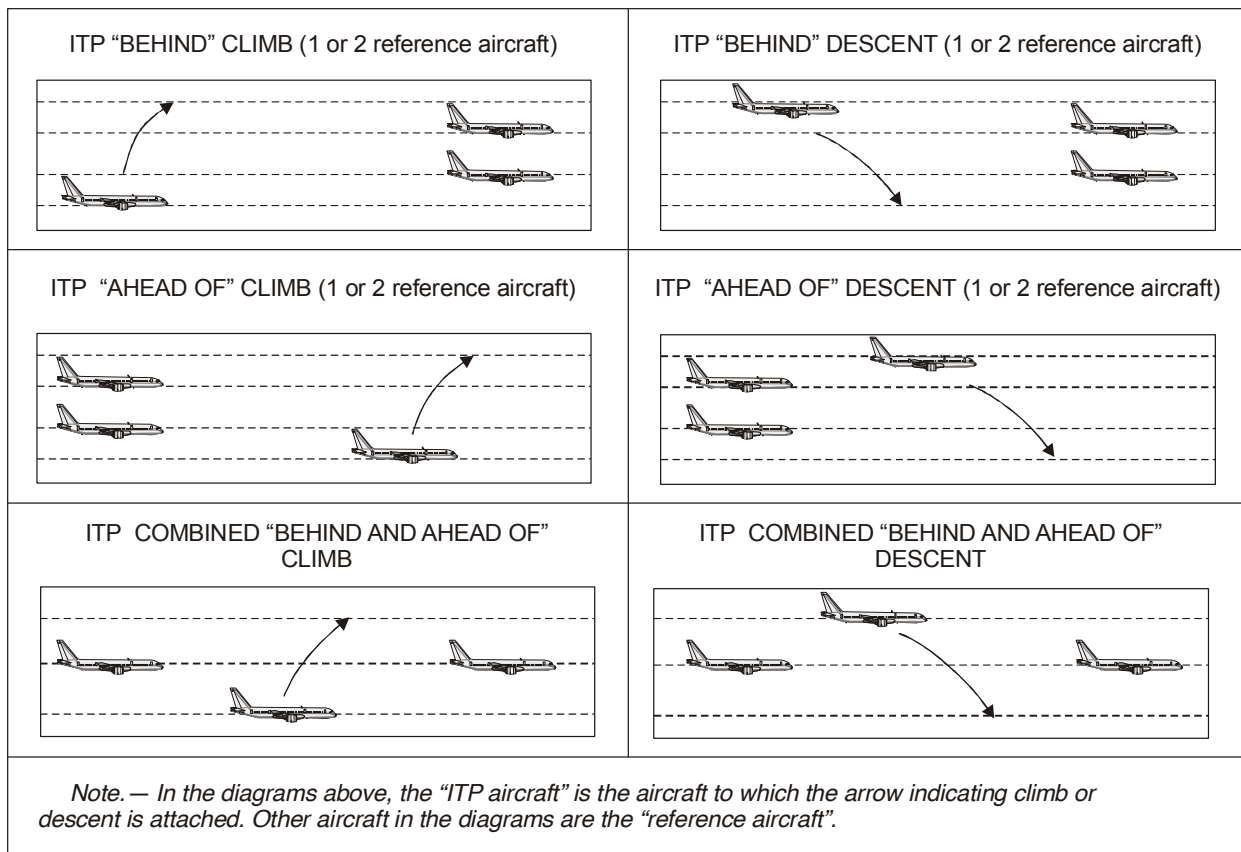 ITP “BEHIND” CLIMB (1 or 2 reference aircraft)
ITP “BEHIND” DESCENT (1 or 2 reference aircraft)
ITP “AHEAD OF” CLIMB (1 or 2 reference aircraft)
ITP “AHEAD OF” DESCENT (1 or 2 reference aircraft)
ITP COMBINED “BEHIND AND AHEAD OF”
CLIMB
ITP COMBINED “BEHIND AND AHEAD OF”
DESCENT
Note.— In the diagrams above, the “ITP aircraft” is the aircraft to which the arrow indicating climb or
descent is attached. Other aircraft in the diagrams are the “reference aircraft”.